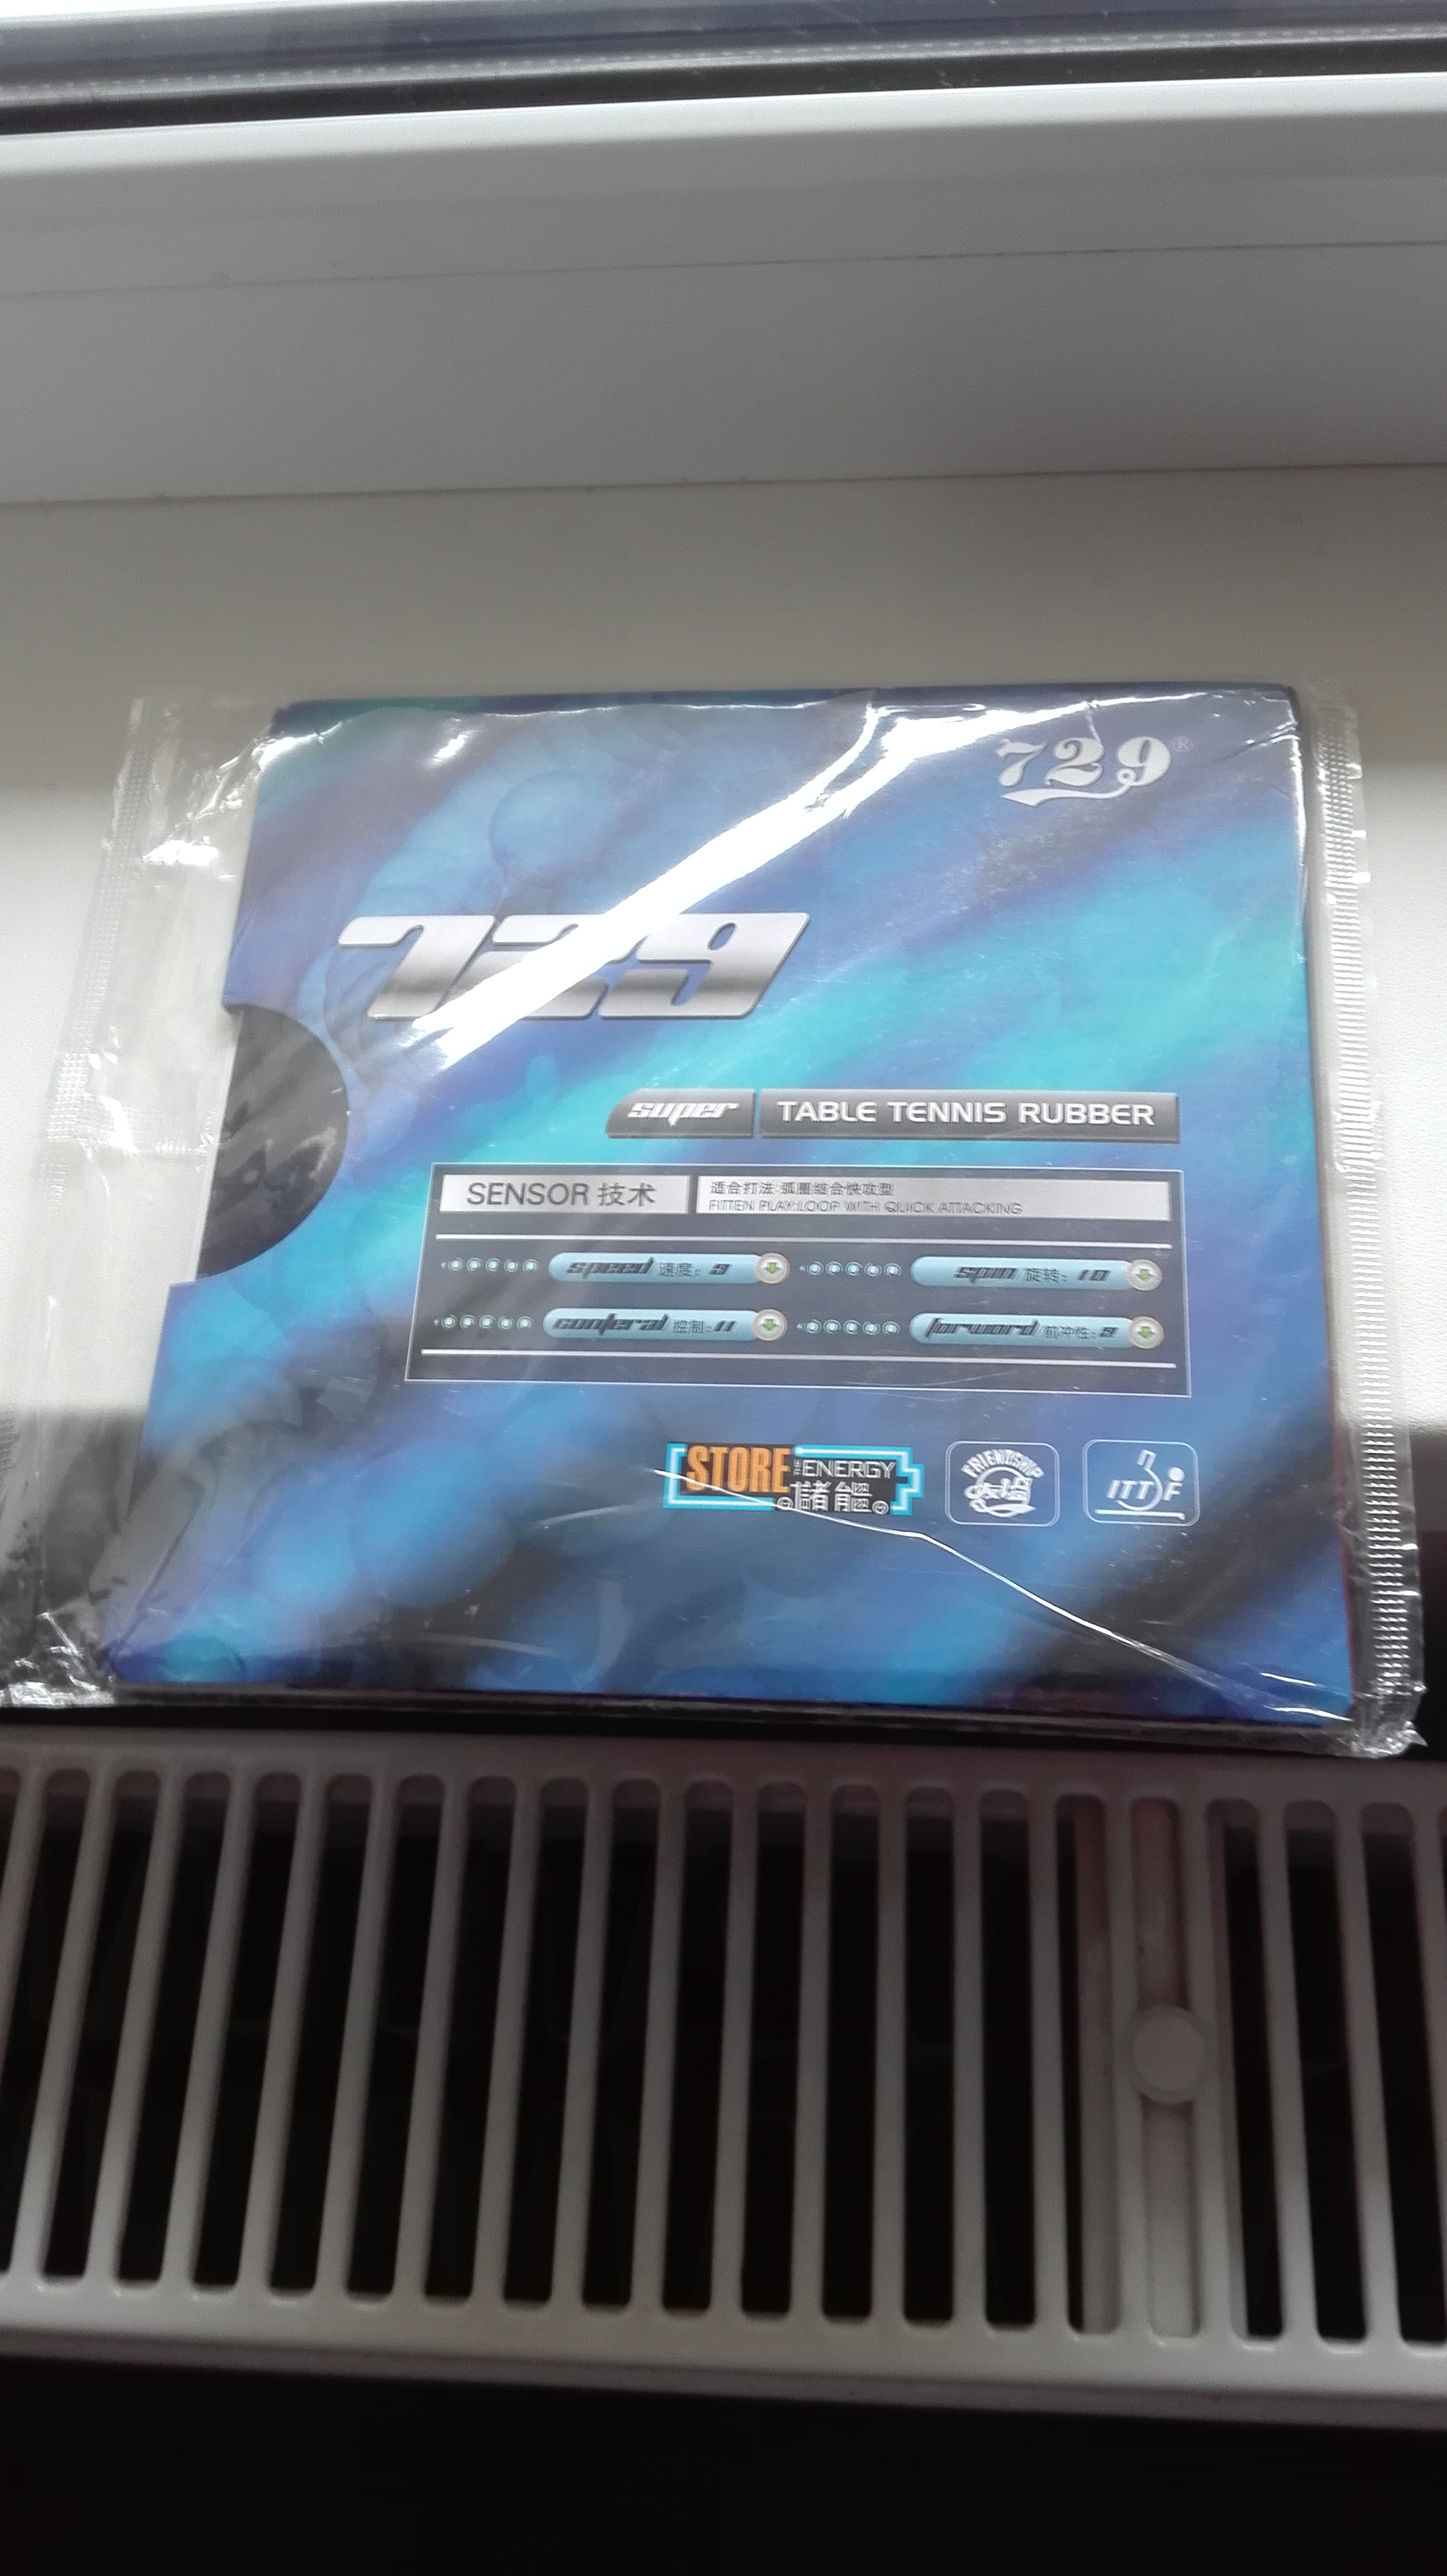 729®
729
super TABLE TENNIS RUBBER
SENSOR 技术
适合打法:弧圈结合快攻型
FITTEN PLAY:LOOP WITH QUICK ATTACKING
speed 速度: 9 spin 旋转: 10
conteral 控制: 11 forword 前冲性: 9
STORE ENERGY
諸能
FRIENDSHIP
ITTF